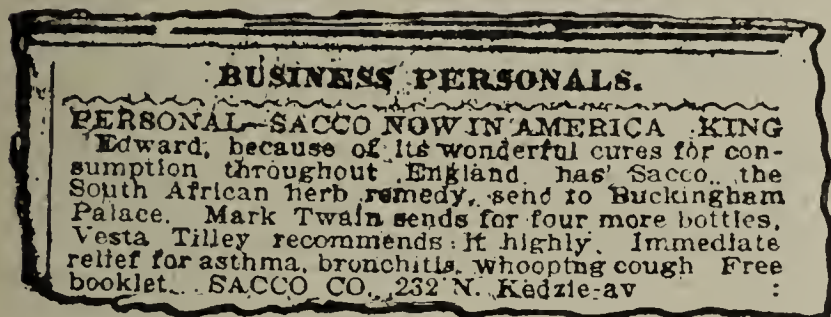 BUSINESS PERSONALS.
PERSONAL-SACCO NOW IN AMERICA KING
Edward, because of its wonderful cures for con-
sumption throughout England has Sacco, the
South African herb remedy, send to Buckingham
Palace. Mark Twain sends for four more bottles.
Vesta Tilley recommends it highly. Immediate
relief for asthma, bronchitis, whooping cough Free
booklet. SACCO CO., 232 N. Kedzie-av :